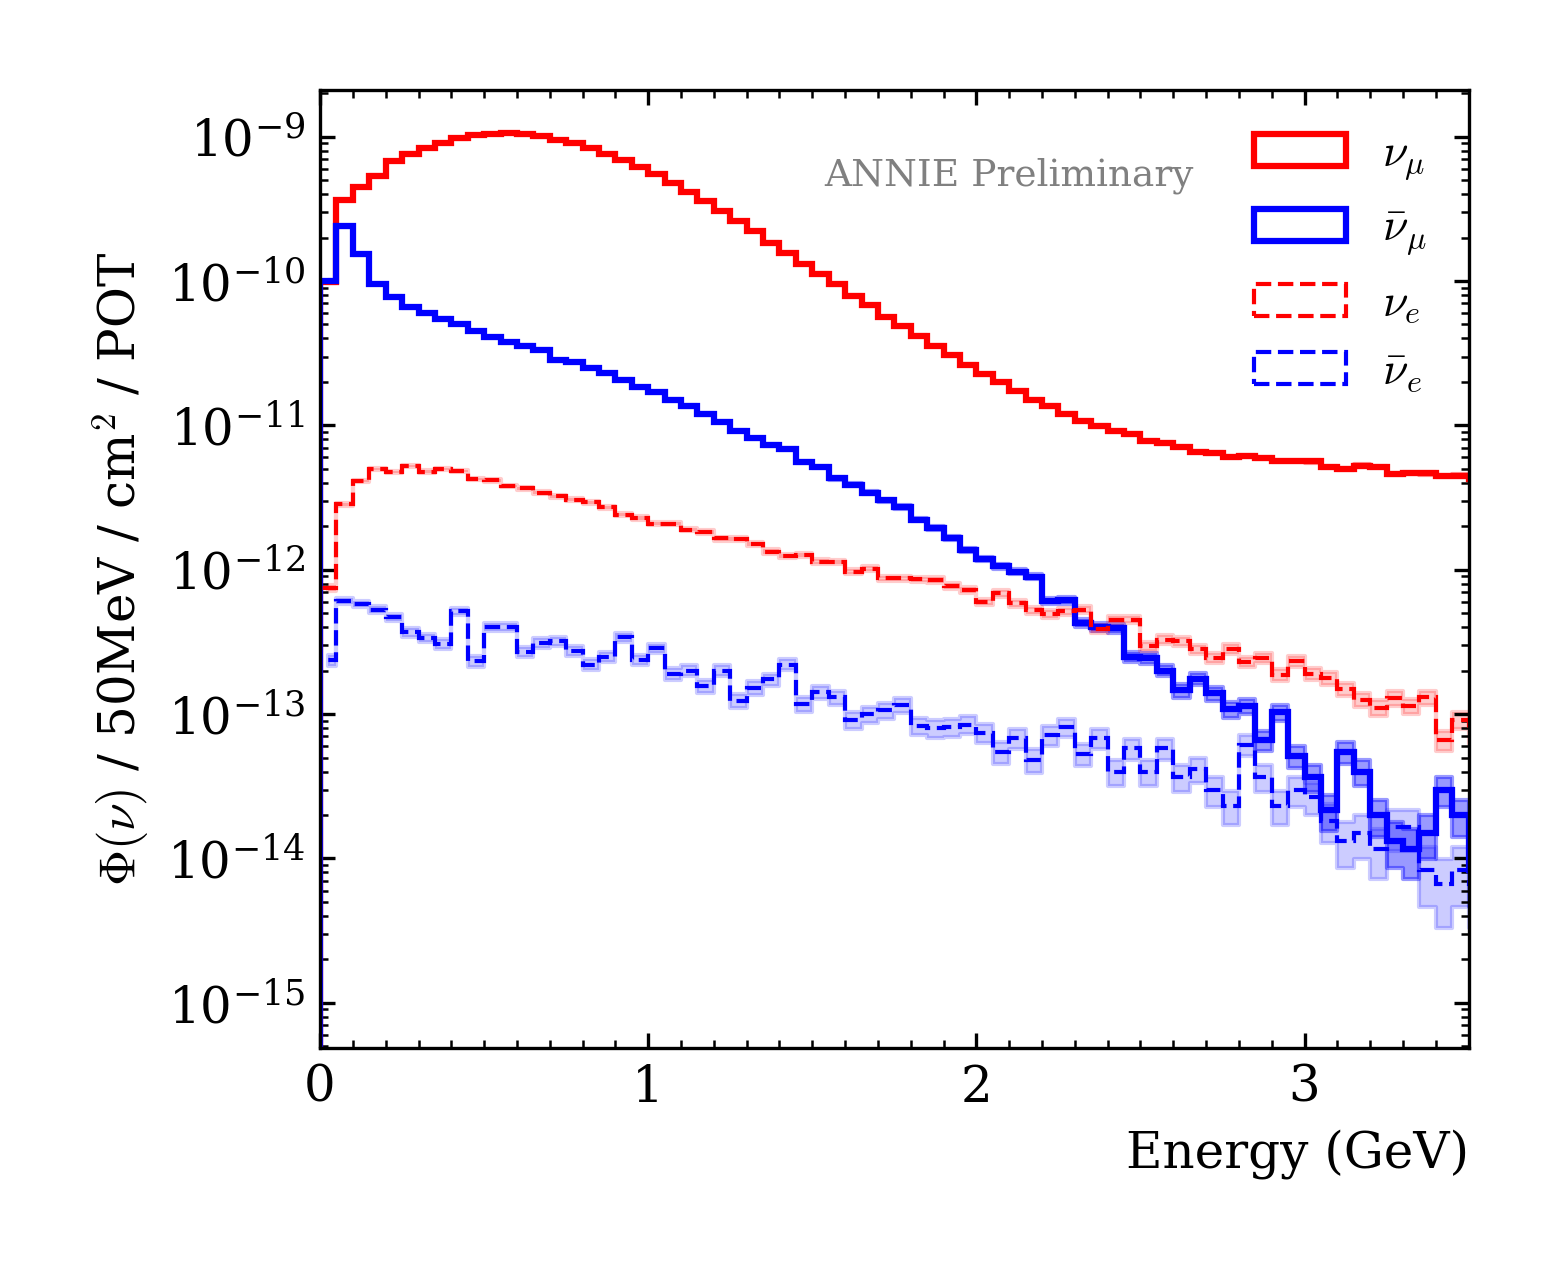 ANNIE Preliminary
ν_μ
ν̄_μ
ν_e
ν̄_e
Φ(ν) / 50MeV / cm² / POT
10⁻⁹
10⁻¹⁰
10⁻¹¹
10⁻¹²
10⁻¹³
10⁻¹⁴
10⁻¹⁵
0 1 2 3
Energy (GeV)